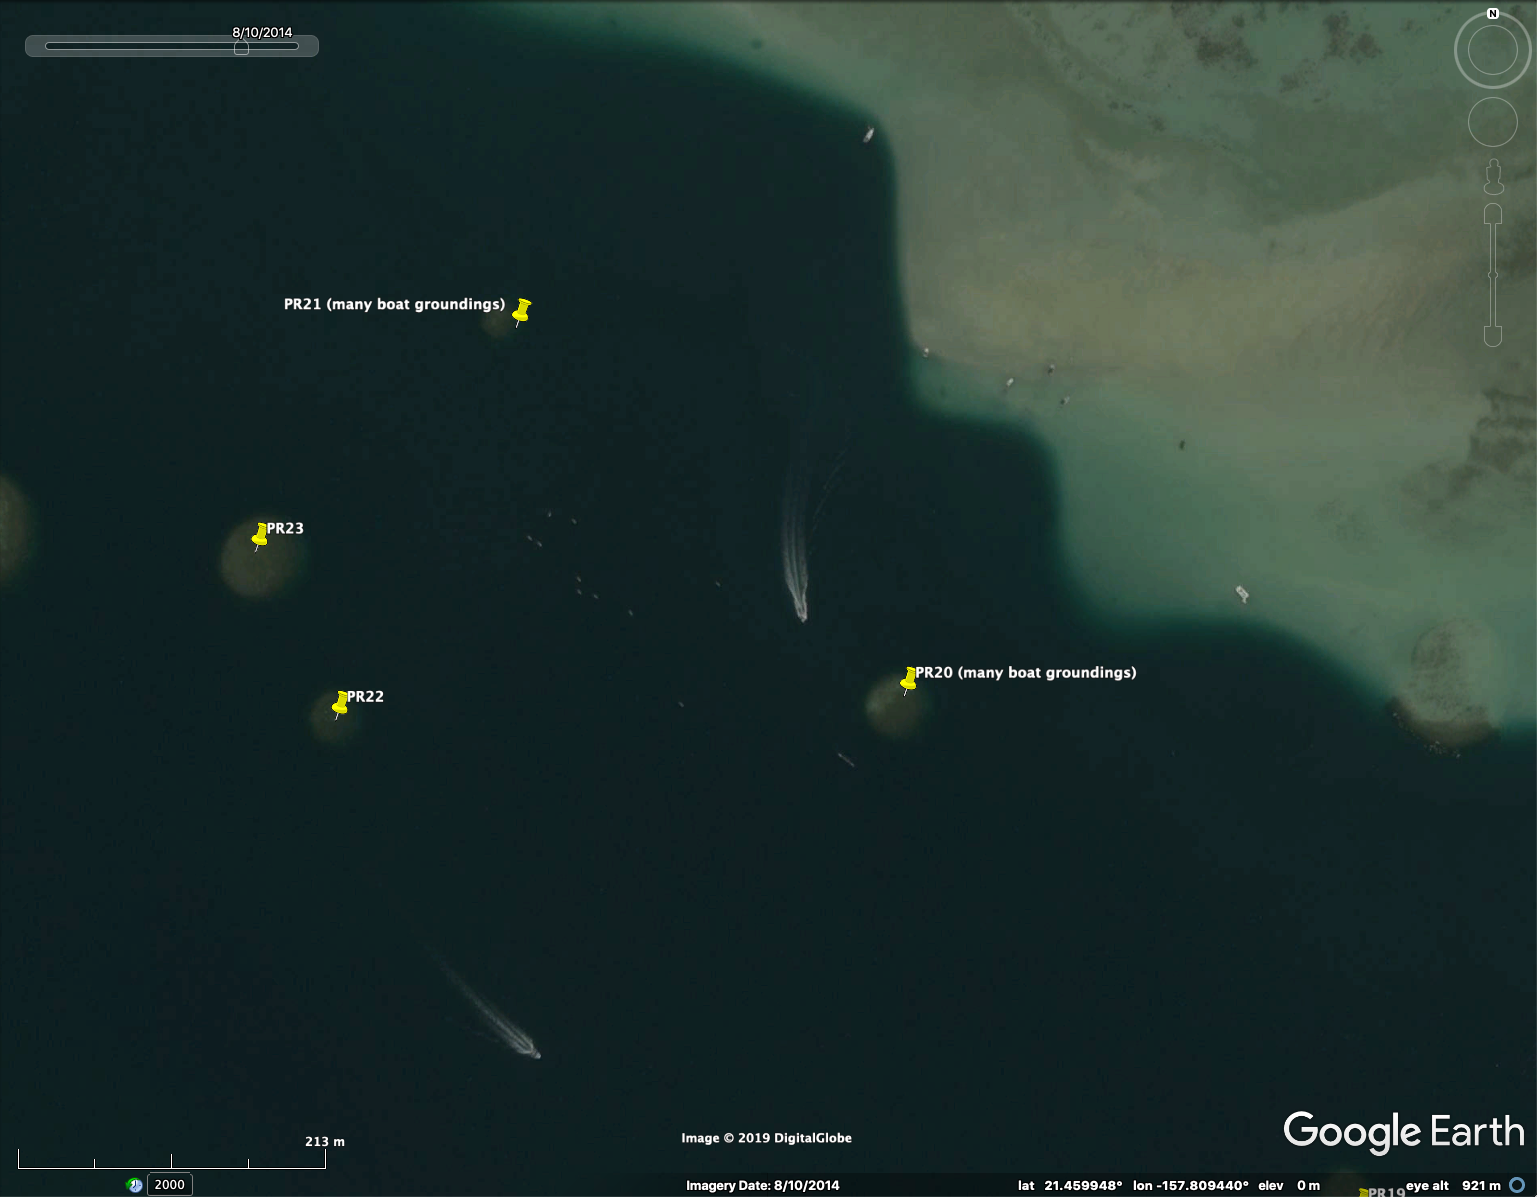 8/10/2014
N
PR21 (many boat groundings)
PR23
PR20 (many boat groundings)
PR22
213 m
Image © 2019 DigitalGlobe
Google Earth
2000
Imagery Date: 8/10/2014
lat 21.459948° lon -157.809440° elev 0 m
PR19
eye alt 921 m